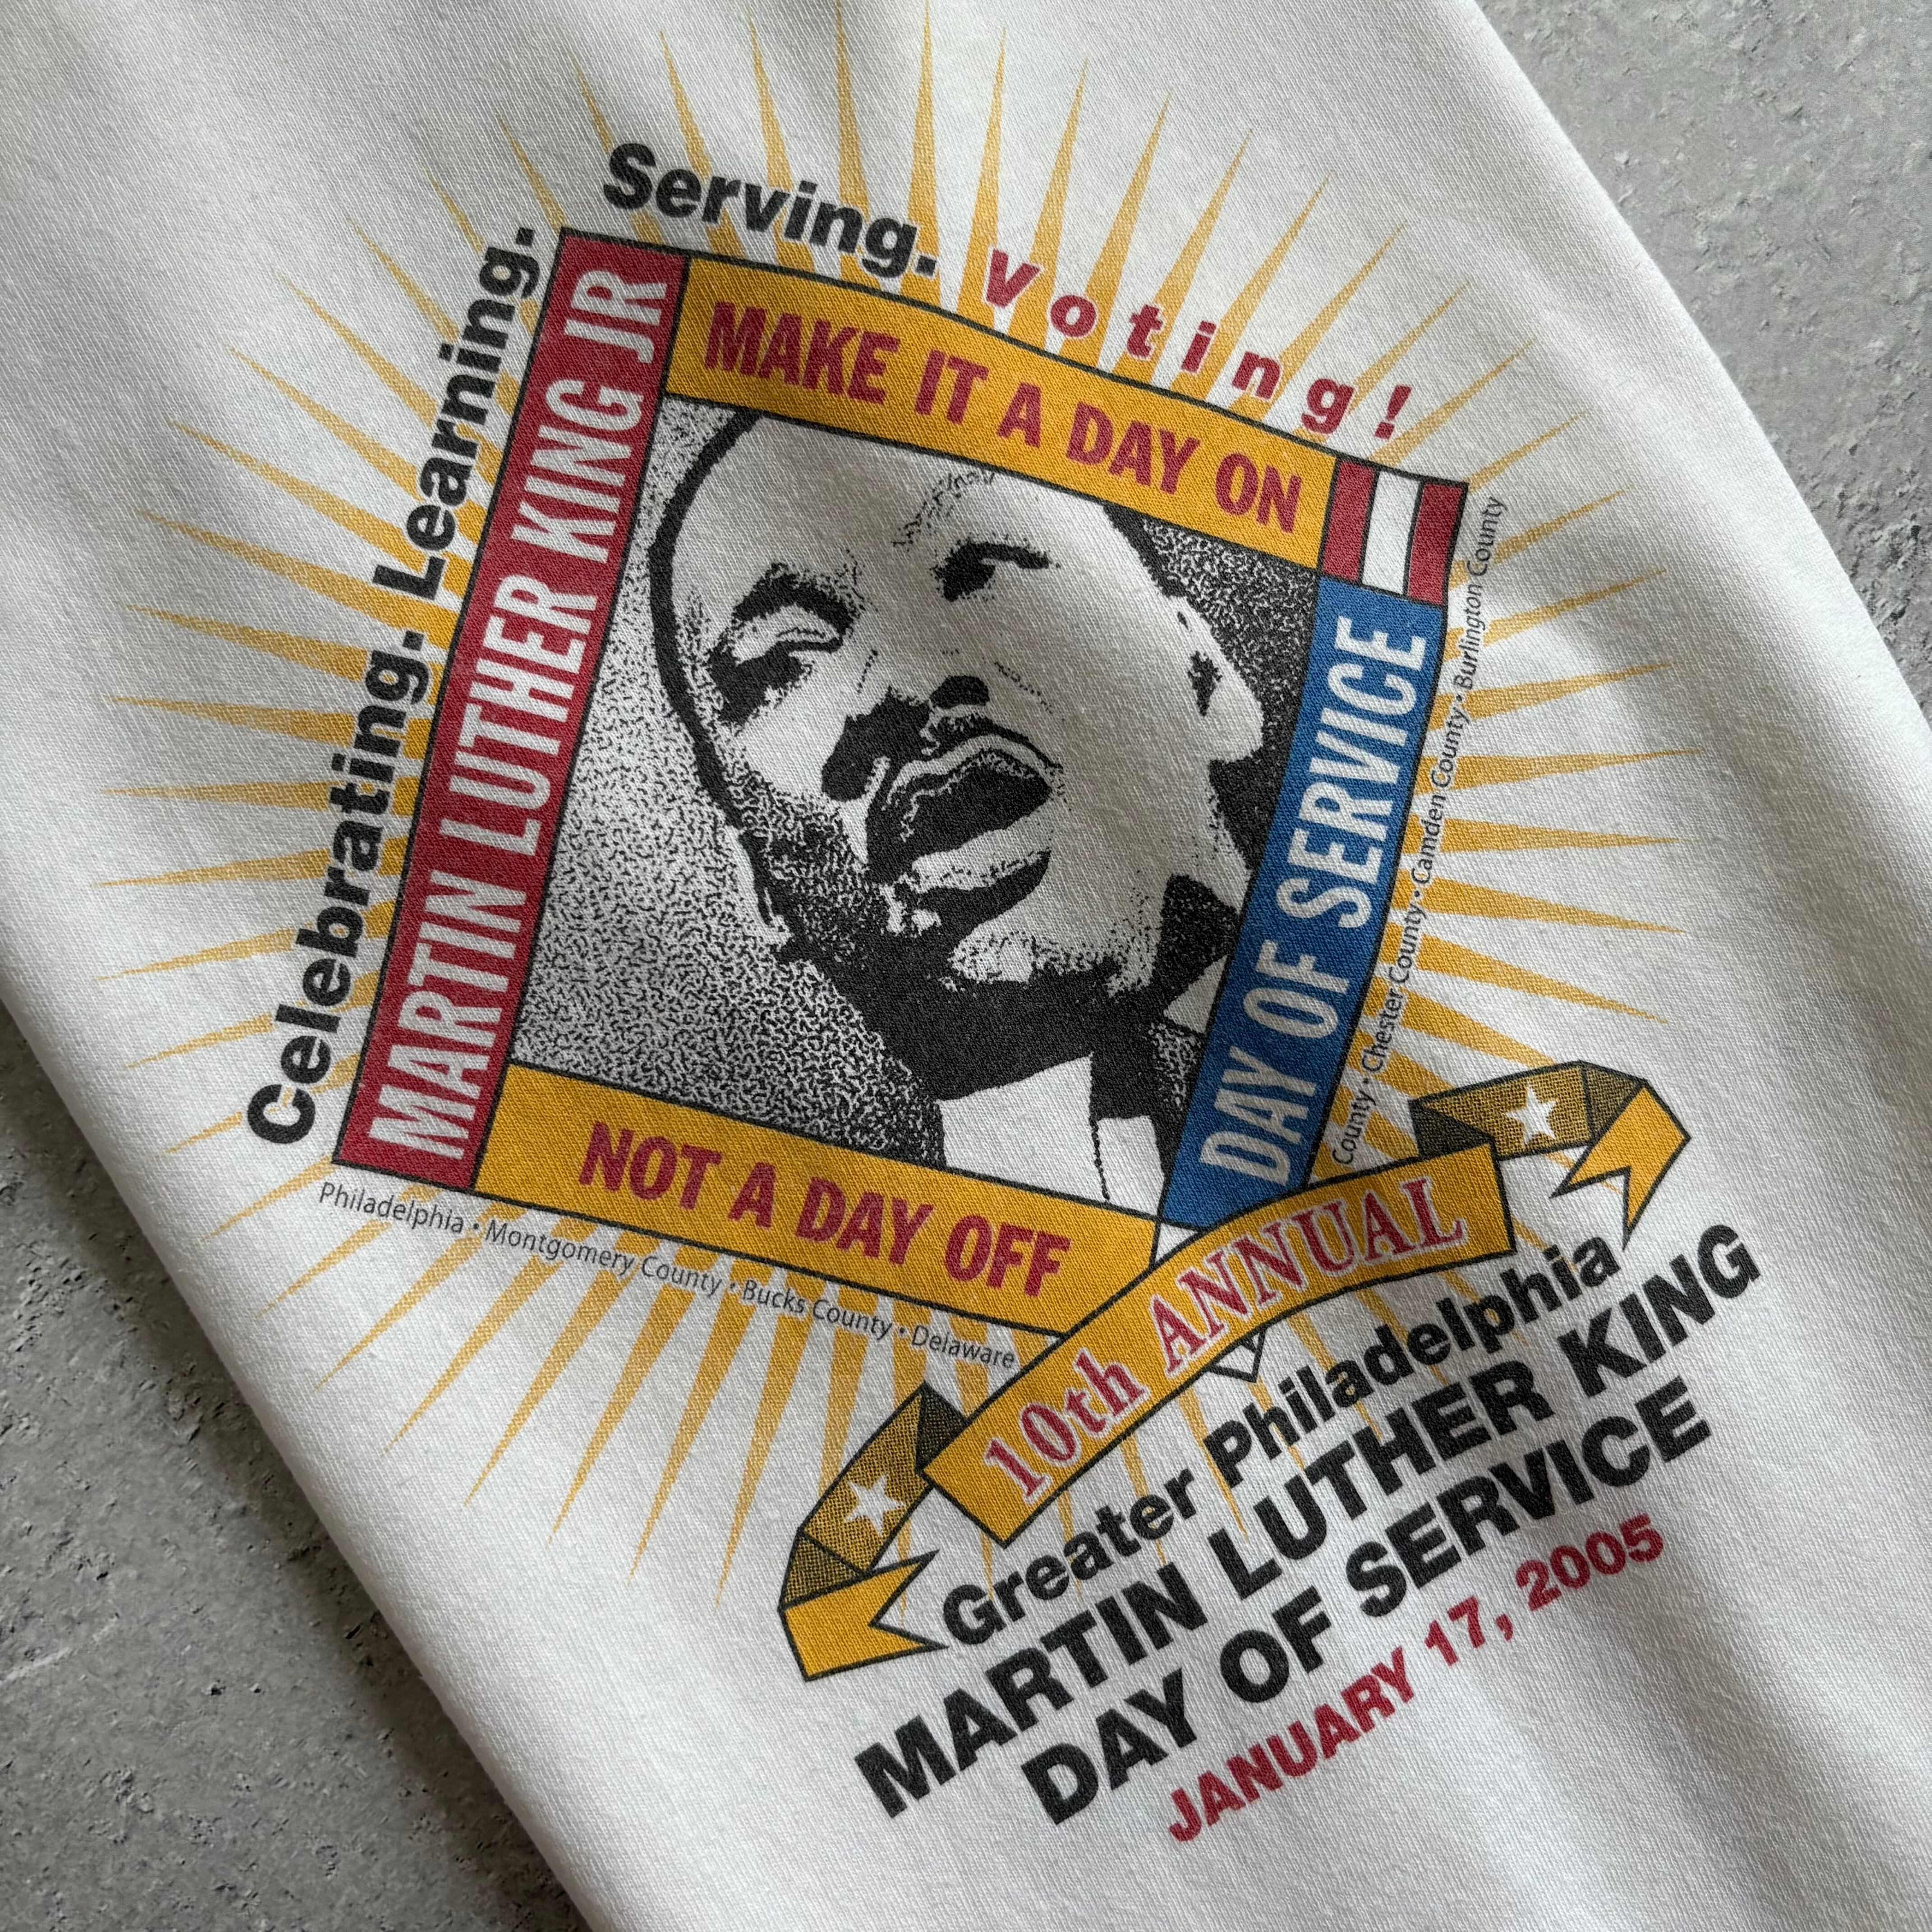 Celebrating. Learning.
Serving. Voting!
MARTIN LUTHER KING JR
MAKE IT A DAY ON
DAY OF SERVICE
NOT A DAY OFF
Philadelphia • Montgomery County • Bucks County • Delaware
County • Chester County • Camden County • Burlington County
10th ANNUAL
Greater Philadelphia
MARTIN LUTHER KING
DAY OF SERVICE
JANUARY 17, 2005